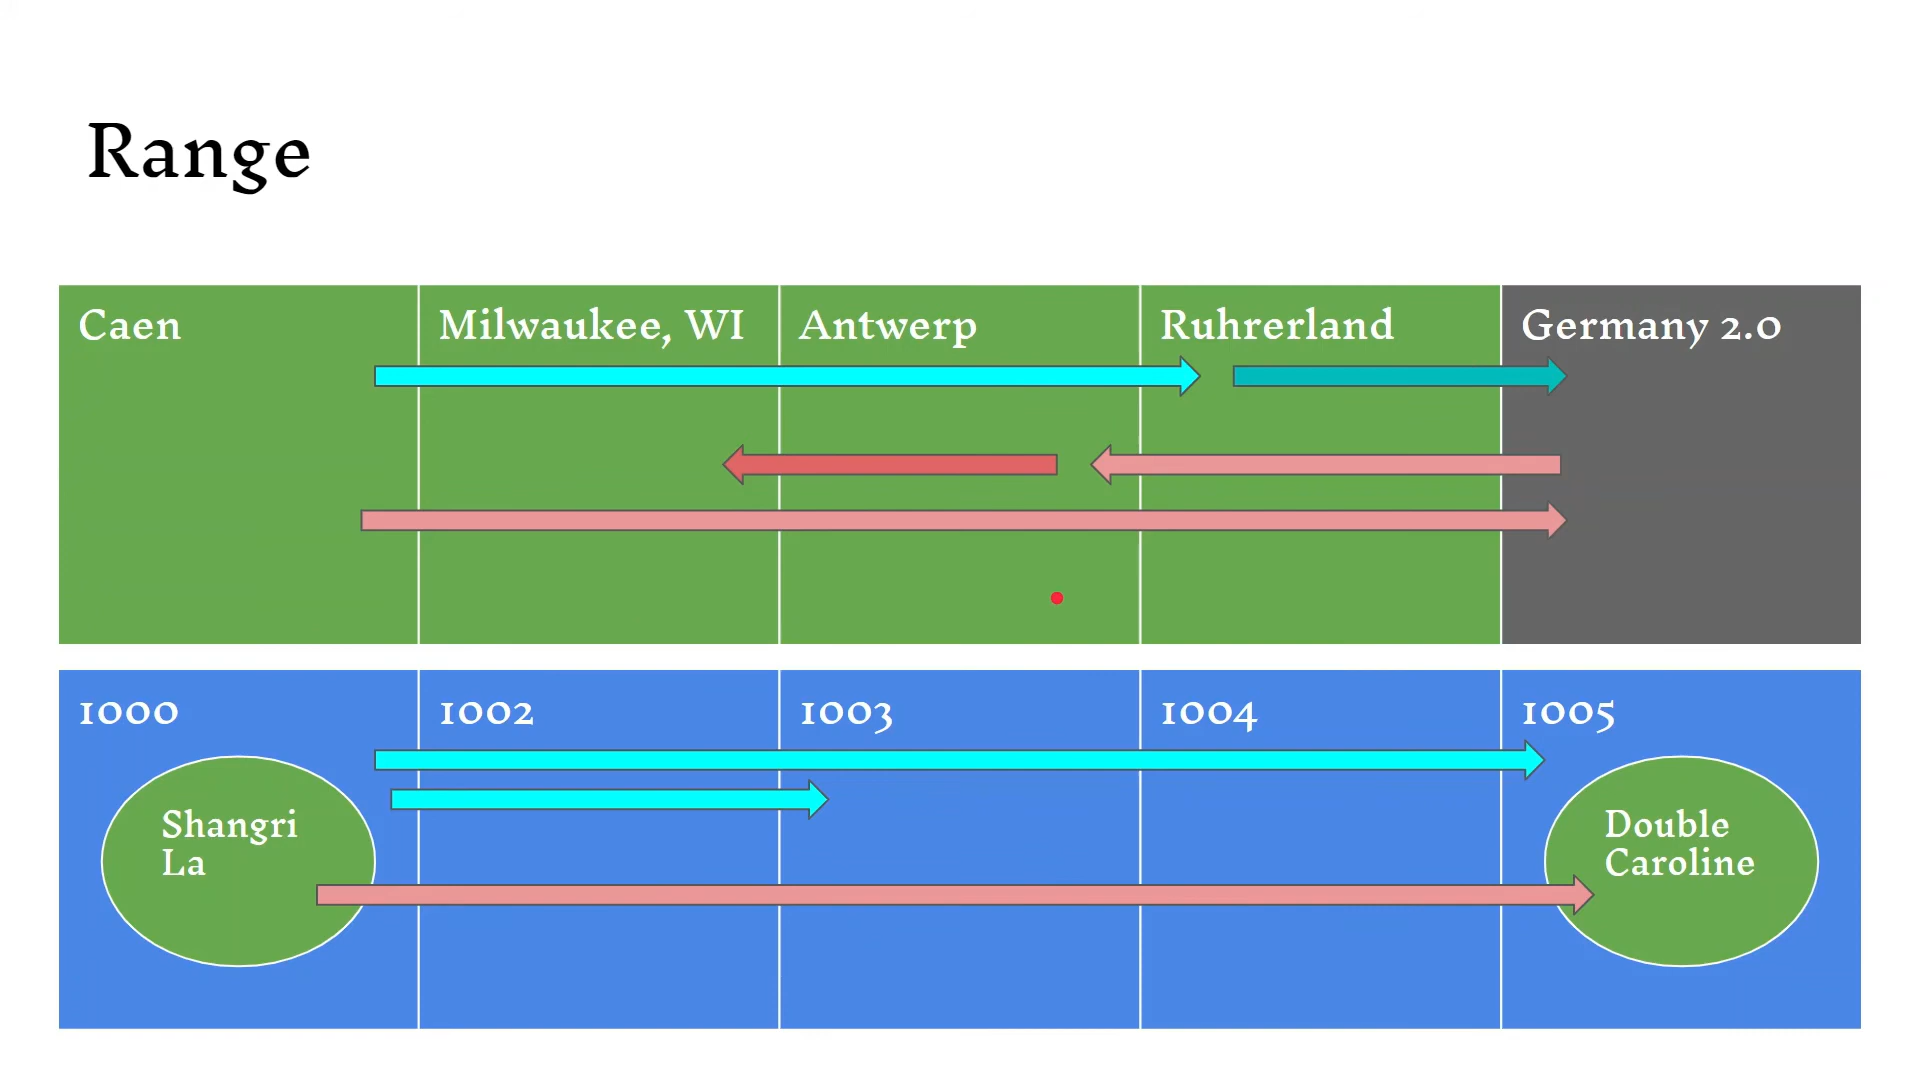 Range
Caen
Milwaukee, WI
Antwerp
Ruhrerland
Germany 2.0
1000
1002
1003
1004
1005
Shangri
La
Double
Caroline